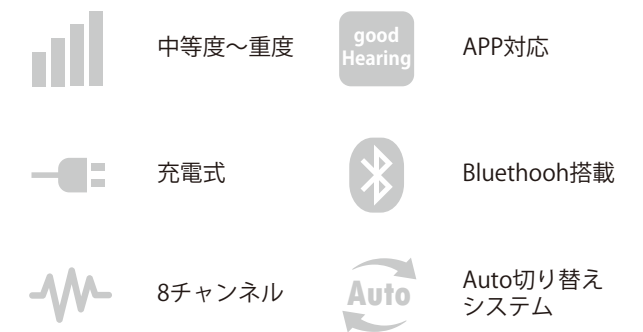 中等度～重度
good
Hearing
APP対応
充電式
Bluethooh搭載
8チャンネル
Auto
Auto切り替え
システム